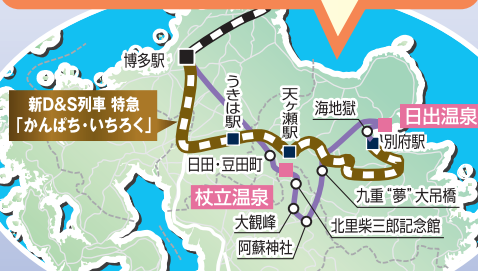 博多駅
新D&S列車 特急
「かんぱち・いちろく」
うきは駅
天ヶ瀬駅
海地獄
日出温泉
別府駅
日田・豆田町
杖立温泉
九重“夢”大吊橋
大観峰
北里柴三郎記念館
阿蘇神社